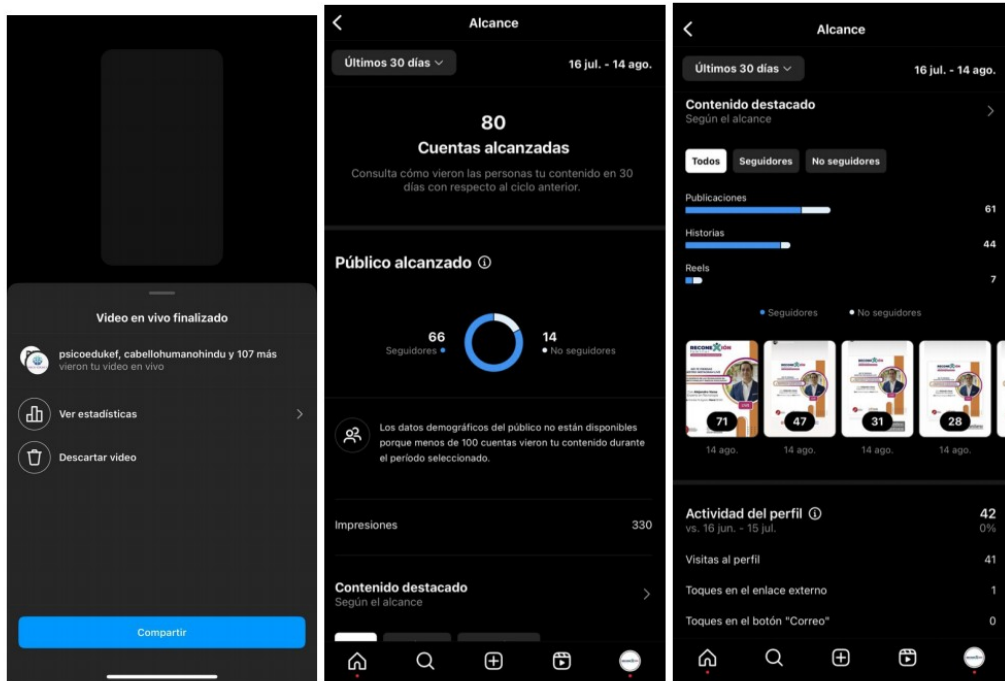 Video en vivo finalizado
psicoedukef, cabellohumanohindu y 107 más
vieron tu video en vivo
Ver estadísticas
Descartar video
Compartir
Alcance
Últimos 30 días
16 jul. - 14 ago.
80
Cuentas alcanzadas
Consulta cómo vieron las personas tu contenido en 30
días con respecto al ciclo anterior.
Público alcanzado
66
Seguidores
14
No seguidores
Los datos demográficos del público no están disponibles
porque menos de 100 cuentas vieron tu contenido durante
el período seleccionado.
Impresiones
330
Contenido destacado
Según el alcance
Alcance
Últimos 30 días
16 jul. - 14 ago.
Contenido destacado
Según el alcance
Todos
Seguidores
No seguidores
Publicaciones
61
Historias
44
Reels
7
Seguidores
No seguidores
RECONEXIÓN
71
47
31
28
14 ago.
14 ago.
14 ago.
14 ago.
Actividad del perfil
42
vs. 16 jun. - 15 jul.
0%
Visitas al perfil
41
Toques en el enlace externo
1
Toques en el botón "Correo"
0